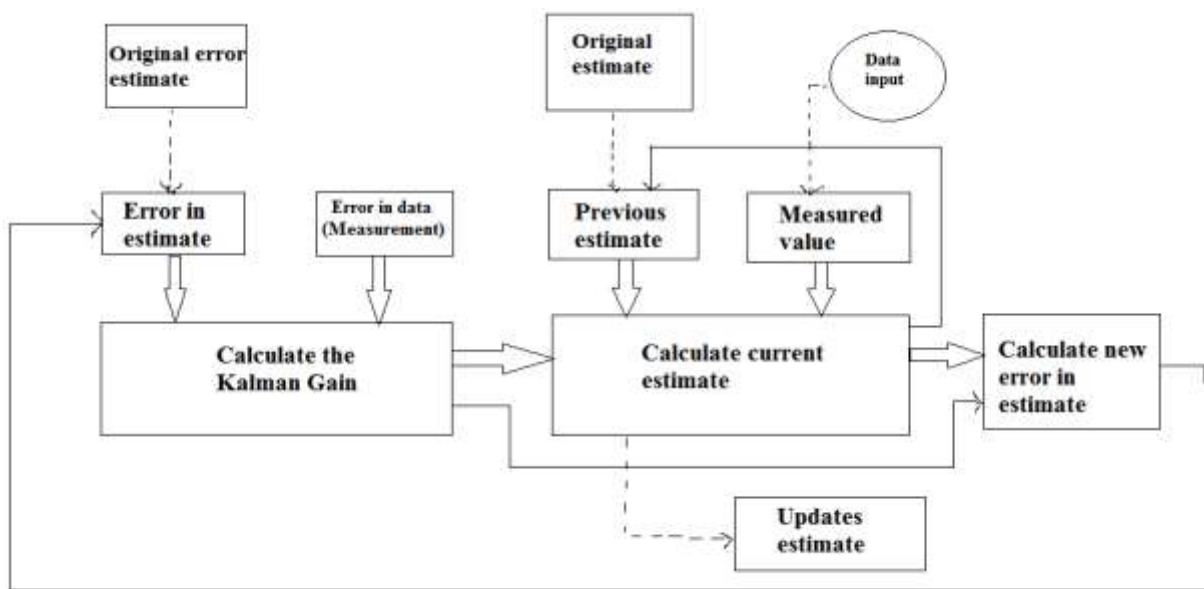 Original error
estimate
Original
estimate
Data
input
Error in
estimate
Error in data
(Measurement)
Previous
estimate
Measured
value
Calculate the
Kalman Gain
Calculate current
estimate
Calculate new
error in
estimate
Updates
estimate